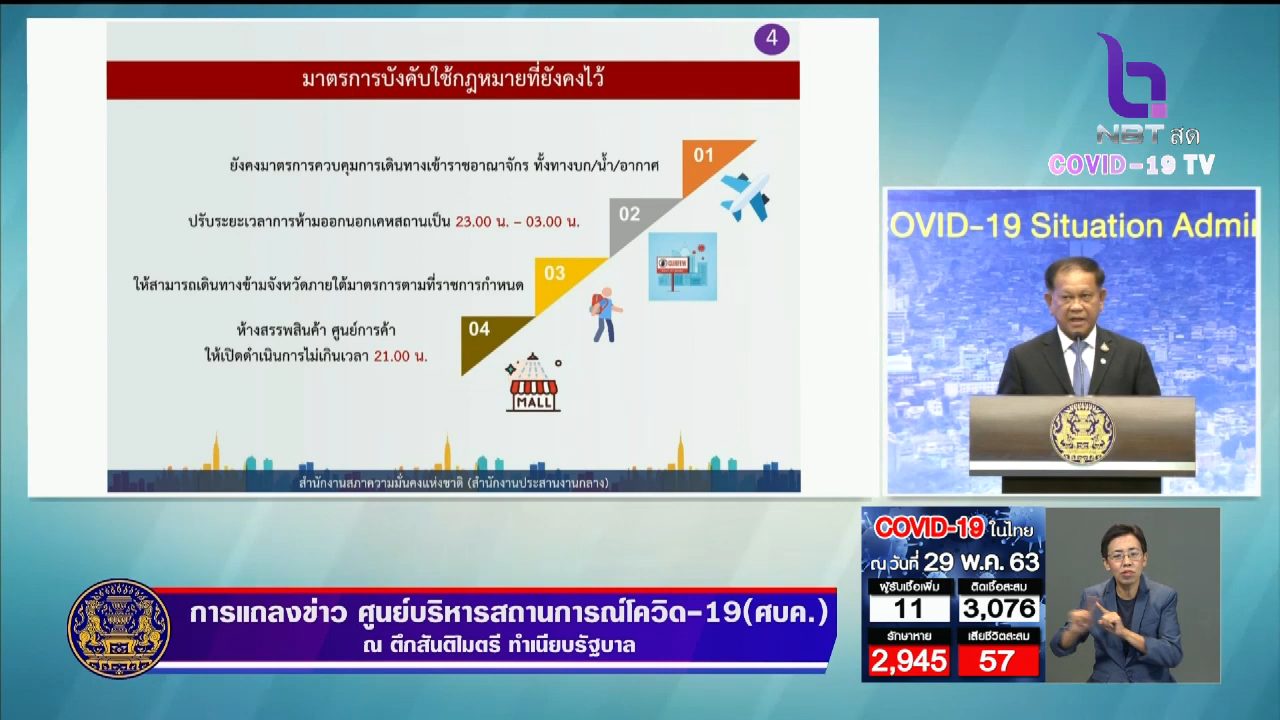 4
มาตรการบังคับใช้กฎหมายที่ยังคงไว้
01
ยังคงมาตรการควบคุมการเดินทางเข้าราชอาณาจักร ทั้งทางบก/น้ำ/อากาศ
02
ปรับระยะเวลาการห้ามออกนอกเคหสถานเป็น 23.00 น. – 03.00 น.
CURFEW
03
ให้สามารถเดินทางข้ามจังหวัดภายใต้มาตรการตามที่ราชการกำหนด
04
ห้างสรรพสินค้า ศูนย์การค้า
ให้เปิดดำเนินการไม่เกินเวลา 21.00 น.
MALL
สำนักงานสภาความมั่นคงแห่งชาติ (สำนักงานประสานงานกลาง)
NBT สด
COVID-19 TV
OVID-19 Situation Admin
COVID-19 ในไทย
ณ วันที่ 29 พ.ค. 63
ผู้รับเชื้อเพิ่ม ติดเชื้อสะสม
11 3,076
รักษาหาย เสียชีวิตสะสม
2,945 57
การแถลงข่าว ศูนย์บริหารสถานการณ์โควิด-19(ศบค.)
ณ ตึกสันติไมตรี ทำเนียบรัฐบาล